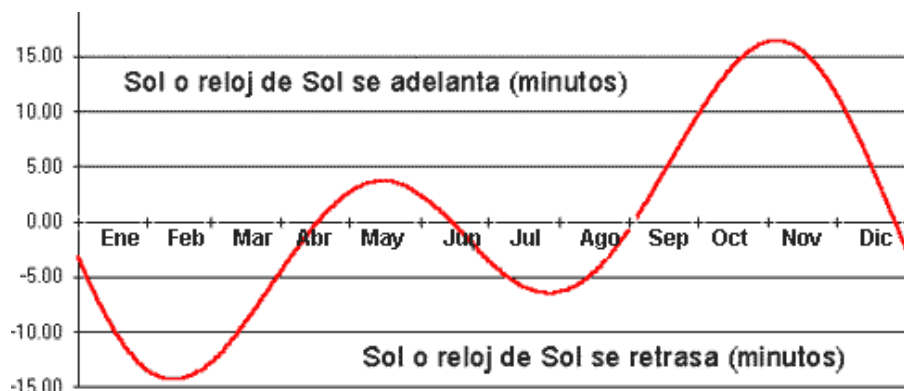 15.00
Sol o reloj de Sol se adelanta (minutos)
10.00
5.00
0.00
Ene Feb Mar Abr May Jun Jul Ago Sep Oct Nov Dic
-5.00
-10.00
Sol o reloj de Sol se retrasa (minutos)
-15.00